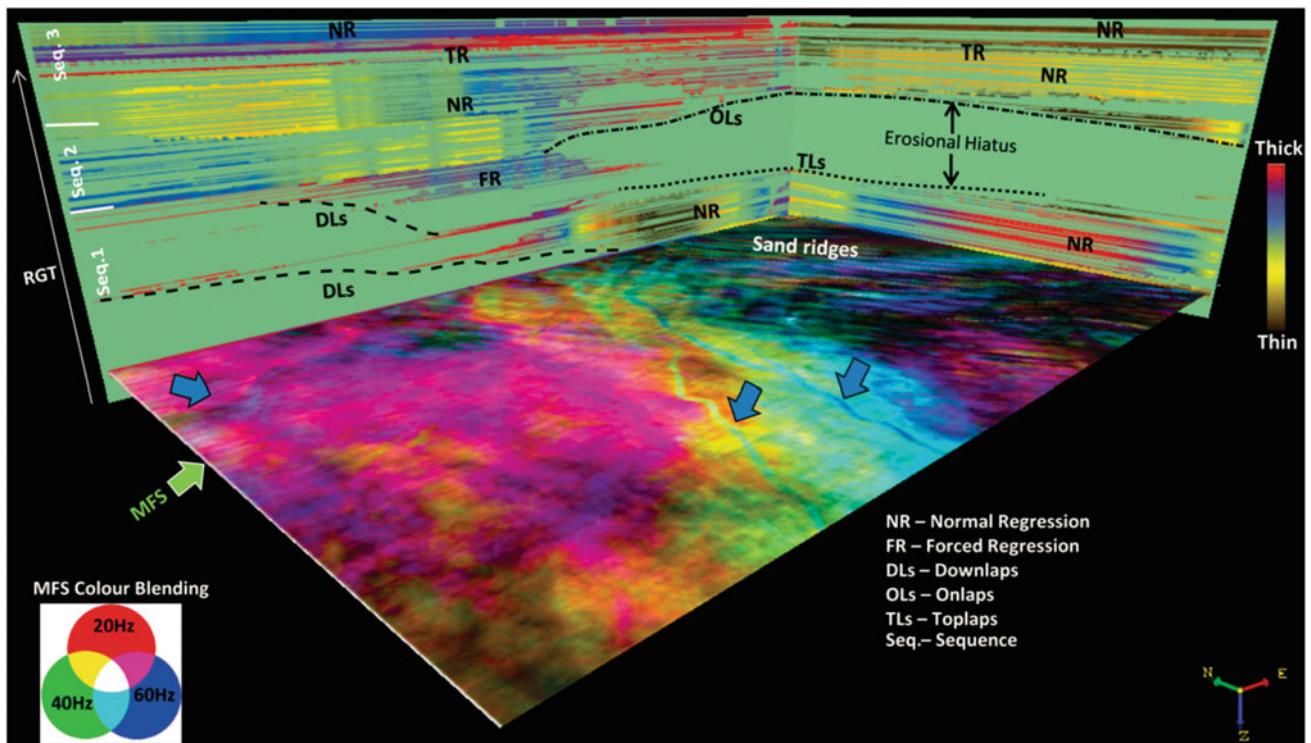 NR
NR
Seq. 3
TR
TR
NR
NR
OLs
Erosional Hiatus
Thick
Seq. 2
TLs
FR
DLs
NR
NR
RGT
Seq.1
Sand ridges
DLs
Thin
MFS
NR – Normal Regression
FR – Forced Regression
DLs – Downlaps
OLs – Onlaps
TLs – Toplaps
Seq.– Sequence
MFS Colour Blending
20Hz
40Hz
60Hz
N
E
Z